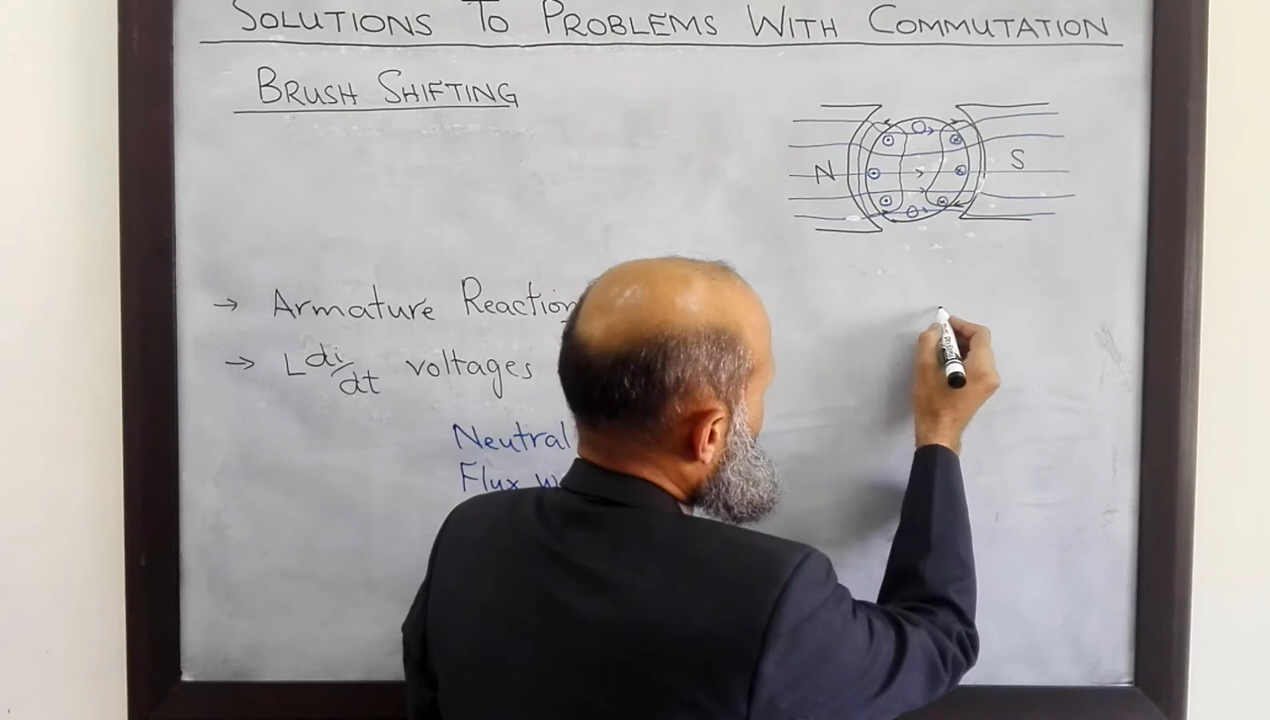 SOLUTIONS TO PROBLEMS WITH COMMUTATION
BRUSH SHIFTING
N S
→ Armature Reaction
→ L di/dt voltages
Neutral
Flux w